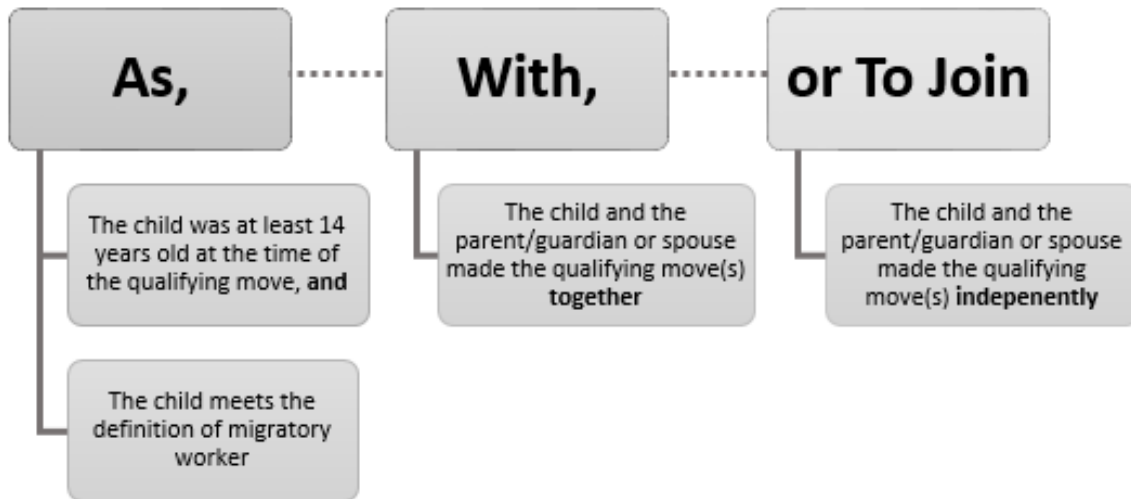 As,
With,
or To Join
The child was at least 14
years old at the time of
the qualifying move, and
The child meets the
definition of migratory
worker
The child and the
parent/guardian or spouse
made the qualifying move(s)
together
The child and the
parent/guardian or spouse
made the qualifying
move(s) indepenently